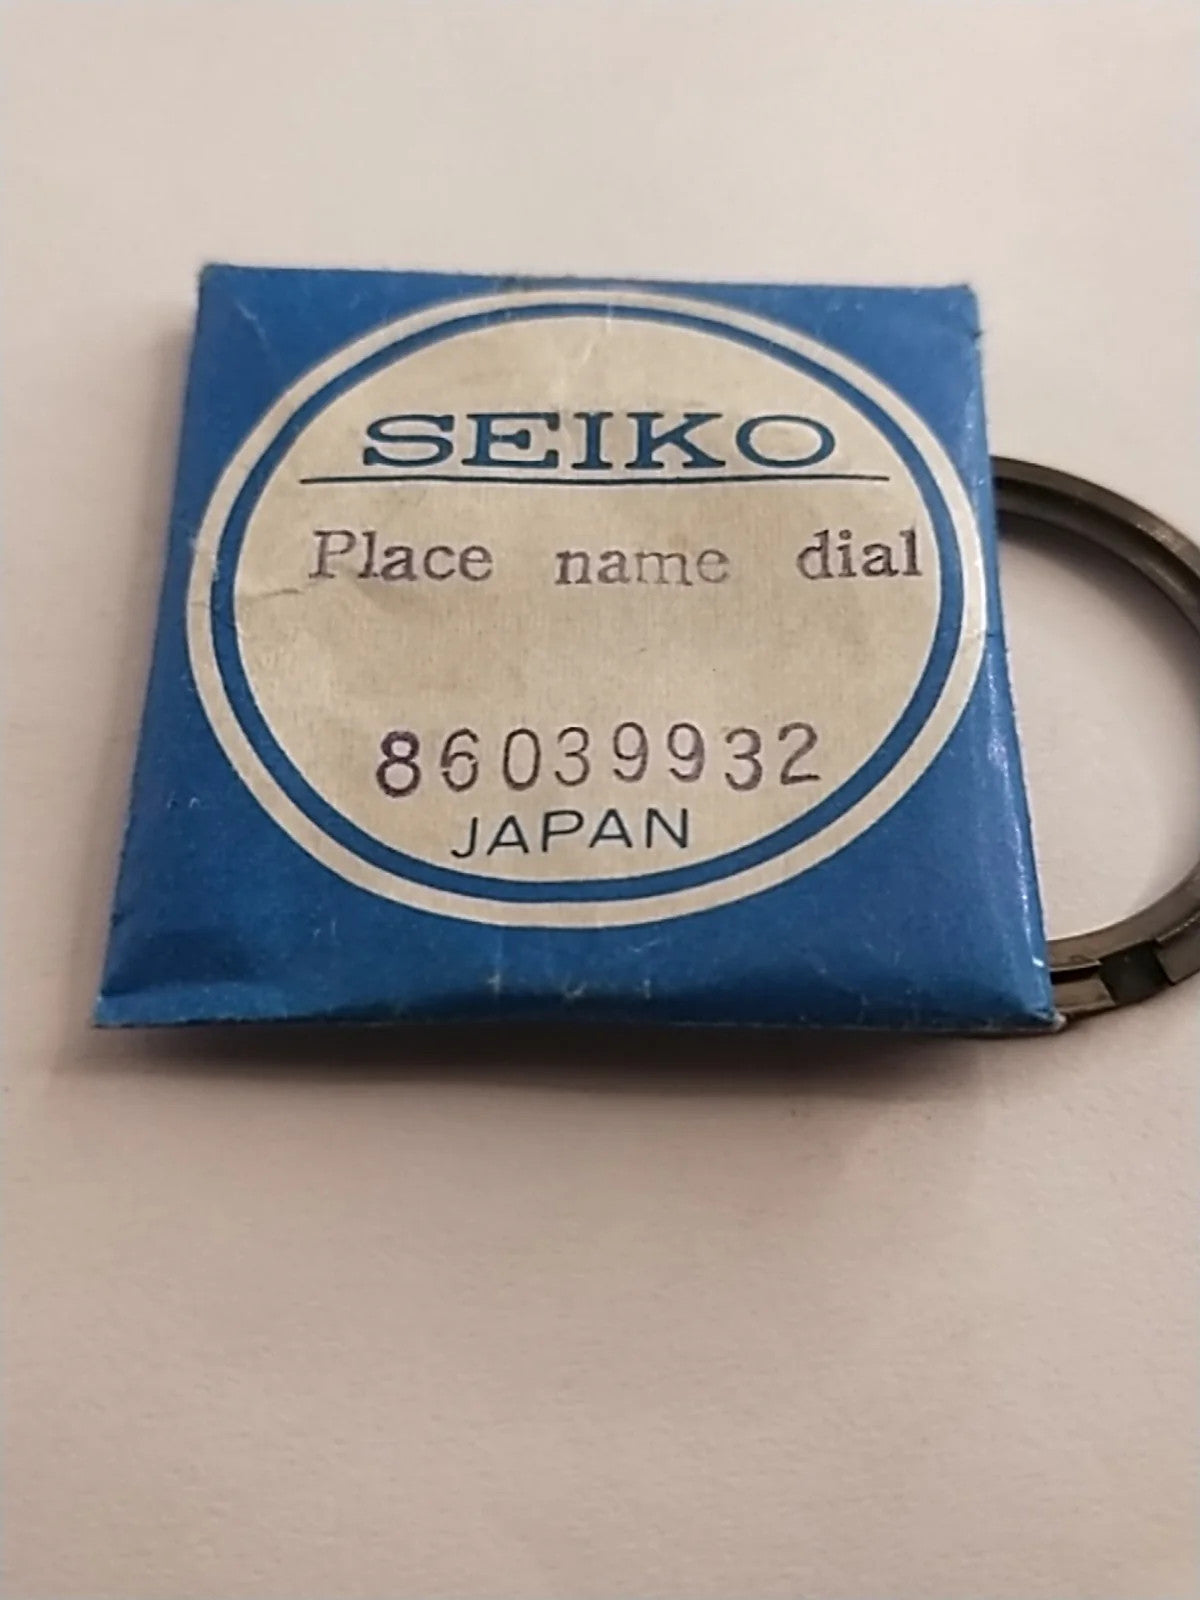 SEIKO
Place name dial
86039932
JAPAN